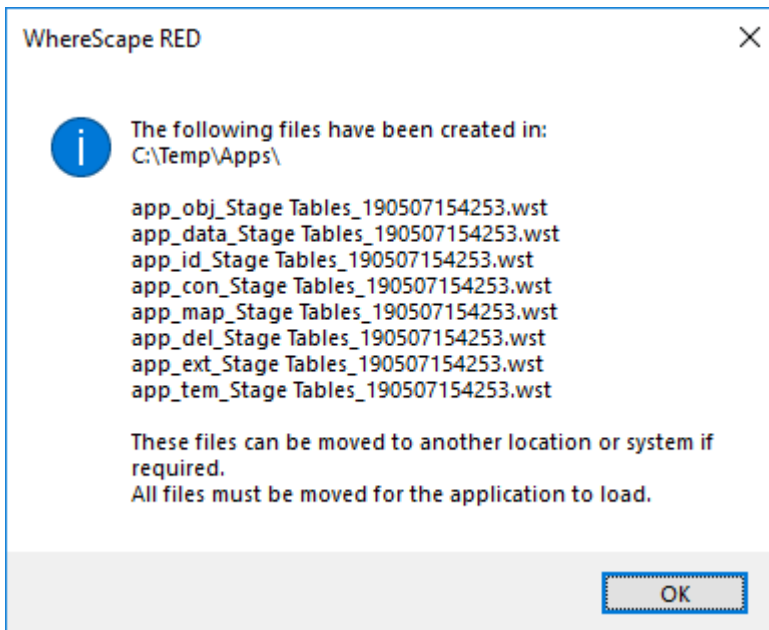 WhereScape RED
The following files have been created in:
C:\Temp\Apps\
app_obj_Stage Tables_190507154253.wst
app_data_Stage Tables_190507154253.wst
app_id_Stage Tables_190507154253.wst
app_con_Stage Tables_190507154253.wst
app_map_Stage Tables_190507154253.wst
app_del_Stage Tables_190507154253.wst
app_ext_Stage Tables_190507154253.wst
app_tem_Stage Tables_190507154253.wst
These files can be moved to another location or system if
required.
All files must be moved for the application to load.
OK